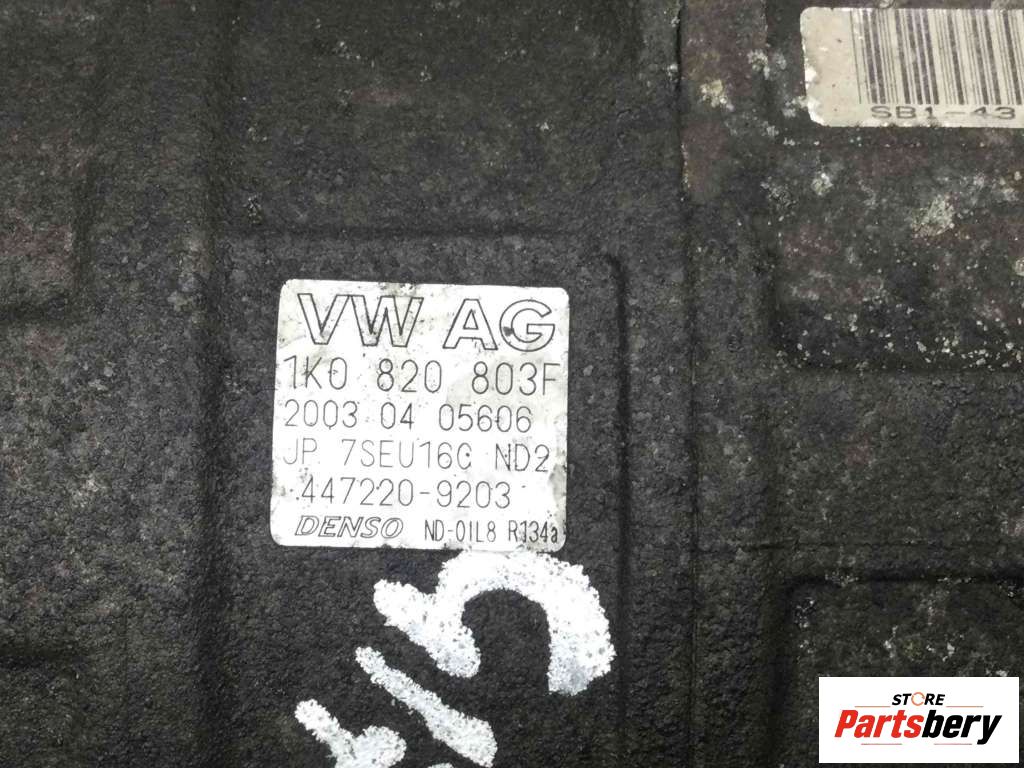 SB1-43
VW AG
1K0 820 803F
2003 04 05606
JP 7SEU16C ND2
447220-9203
DENSO ND-OIL8 R134a
STORE
Partsbery